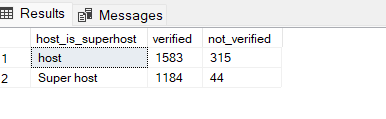 Results Messages
host_is_superhost verified not_verified
1 host 1583 315
2 Super host 1184 44